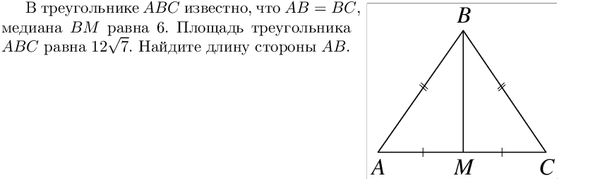 В треугольнике ABC известно, что AB = BC,
медиана BM равна 6. Площадь треугольника
ABC равна 12√7. Найдите длину стороны AB.
B
A M C